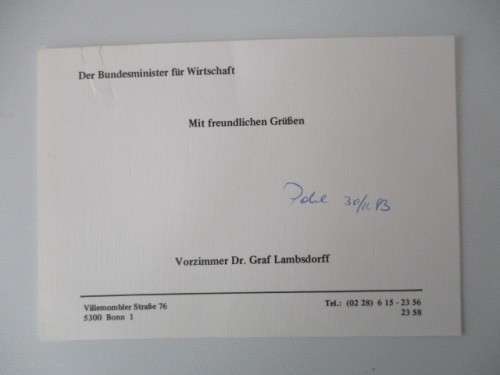 Der Bundesminister für Wirtschaft
Mit freundlichen Grüßen
30/11 83
Vorzimmer Dr. Graf Lambsdorff
Villemombler Straße 76
5300 Bonn 1
Tel.: (02 28) 6 15 - 23 56
23 58